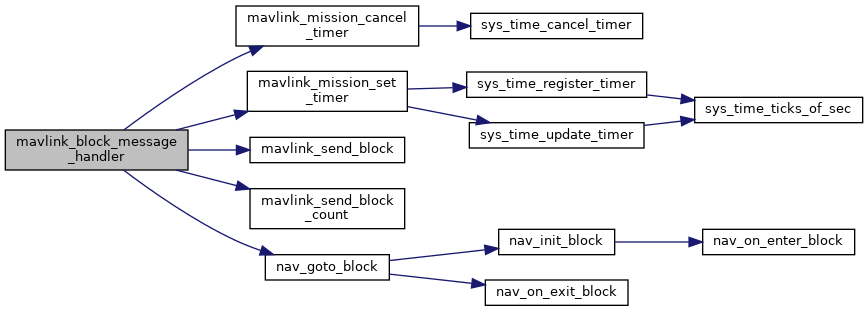 mavlink_block_message
_handler
mavlink_mission_cancel
_timer
sys_time_cancel_timer
mavlink_mission_set
_timer
sys_time_register_timer
sys_time_ticks_of_sec
sys_time_update_timer
mavlink_send_block
mavlink_send_block
_count
nav_goto_block
nav_init_block
nav_on_enter_block
nav_on_exit_block